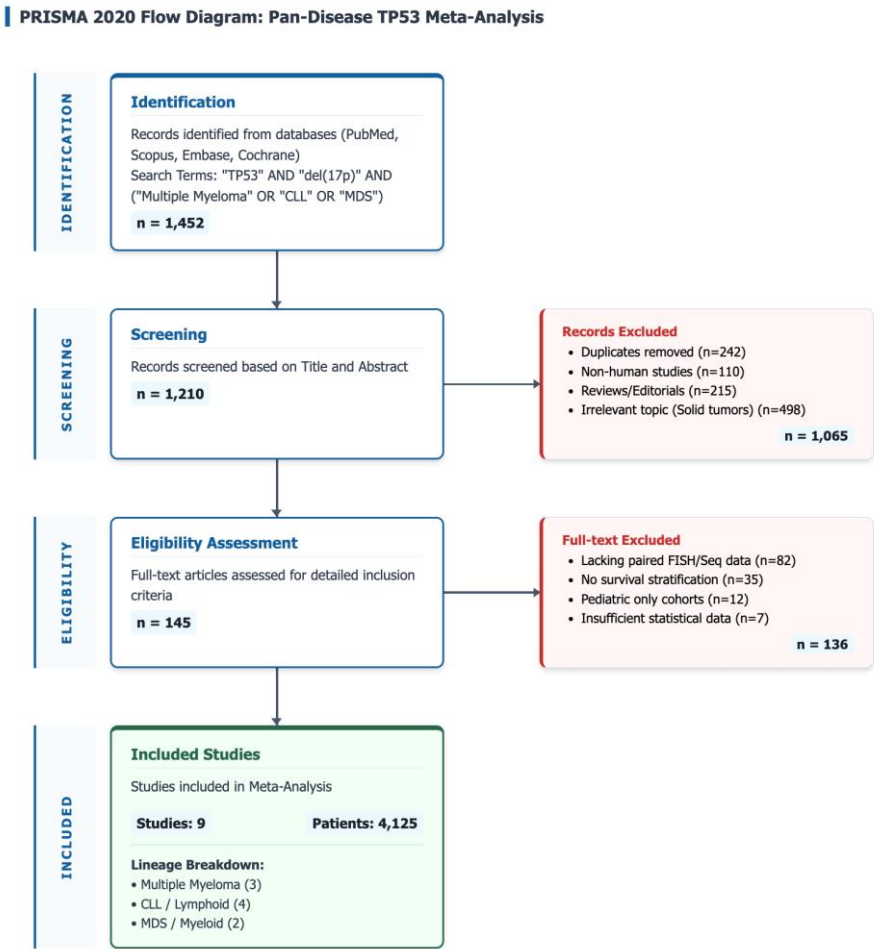 PRISMA 2020 Flow Diagram: Pan-Disease TP53 Meta-Analysis
IDENTIFICATION
Identification
Records identified from databases (PubMed,
Scopus, Embase, Cochrane)
Search Terms: "TP53" AND "del(17p)" AND
("Multiple Myeloma" OR "CLL" OR "MDS")
n = 1,452
SCREENING
Screening
Records screened based on Title and Abstract
n = 1,210
Records Excluded
• Duplicates removed (n=242)
• Non-human studies (n=110)
• Reviews/Editorials (n=215)
• Irrelevant topic (Solid tumors) (n=498)
n = 1,065
ELIGIBILITY
Eligibility Assessment
Full-text articles assessed for detailed inclusion
criteria
n = 145
Full-text Excluded
• Lacking paired FISH/Seq data (n=82)
• No survival stratification (n=35)
• Pediatric only cohorts (n=12)
• Insufficient statistical data (n=7)
n = 136
INCLUDED
Included Studies
Studies included in Meta-Analysis
Studies: 9 Patients: 4,125
Lineage Breakdown:
• Multiple Myeloma (3)
• CLL / Lymphoid (4)
• MDS / Myeloid (2)